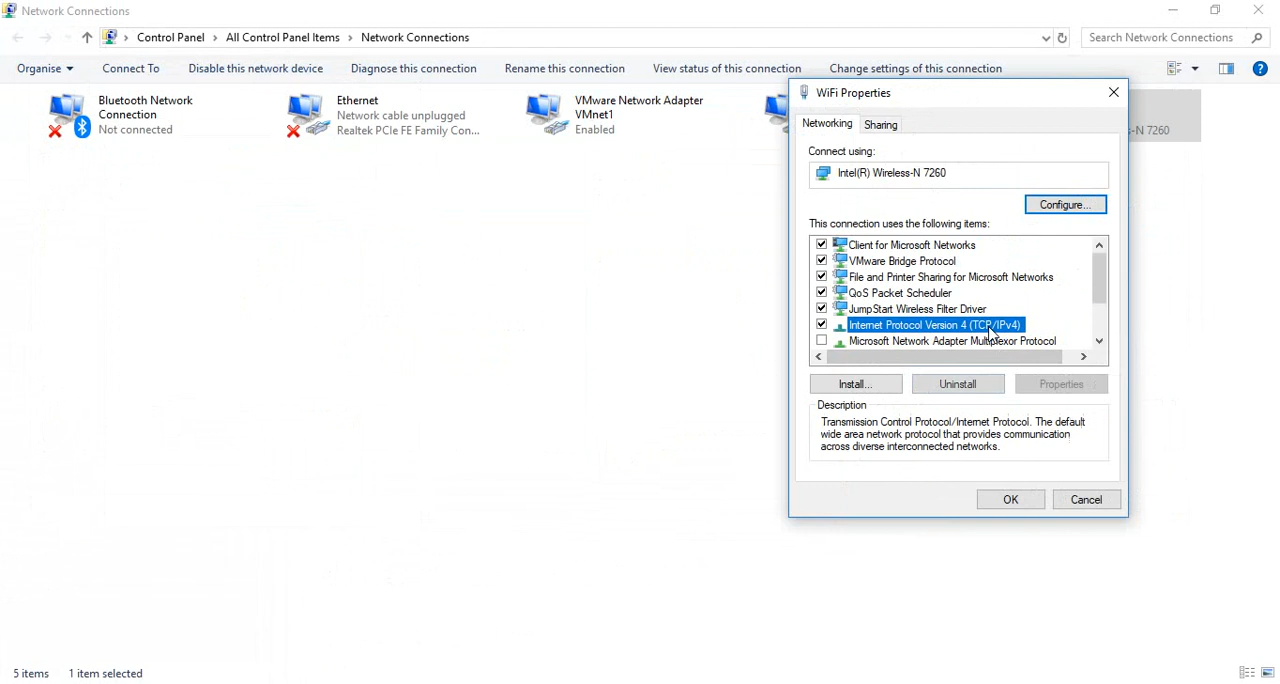 Network Connections
Control Panel › All Control Panel Items › Network Connections
Search Network Connections
Organise
Connect To
Disable this network device
Diagnose this connection
Rename this connection
View status of this connection
Change settings of this connection
Bluetooth Network
Connection
Not connected
Ethernet
Network cable unplugged
Realtek PCIe FE Family Con...
VMware Network Adapter
VMnet1
Enabled
s-N 7260
WiFi Properties
Networking
Sharing
Connect using:
Intel(R) Wireless-N 7260
Configure...
This connection uses the following items:
Client for Microsoft Networks
VMware Bridge Protocol
File and Printer Sharing for Microsoft Networks
QoS Packet Scheduler
JumpStart Wireless Filter Driver
Internet Protocol Version 4 (TCP/IPv4)
Microsoft Network Adapter Multiplexor Protocol
Install...
Uninstall
Properties
Description
Transmission Control Protocol/Internet Protocol. The default
wide area network protocol that provides communication
across diverse interconnected networks.
OK
Cancel
5 items
1 item selected